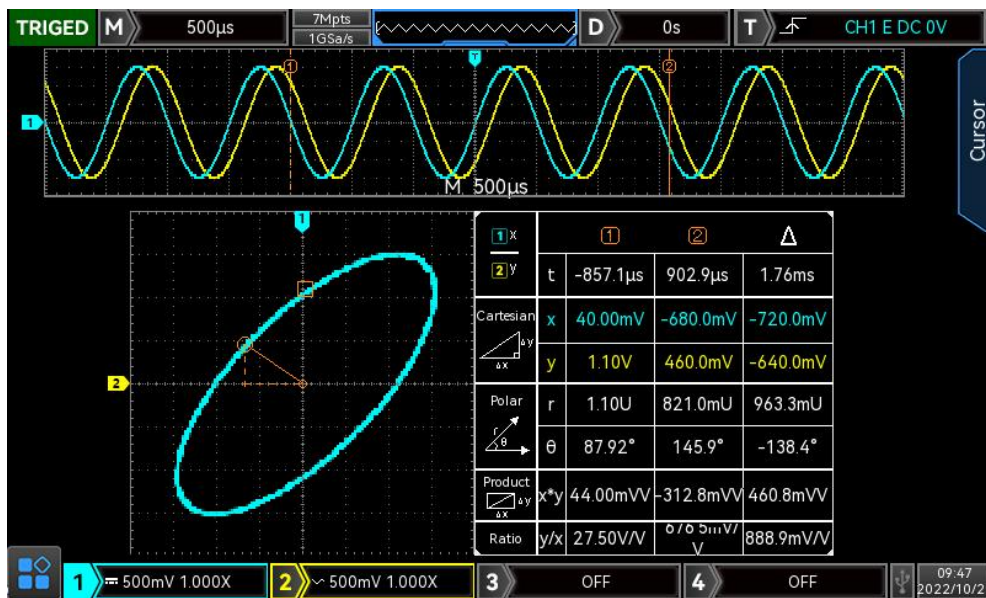 TRIGED M 500μs 7Mpts D 0s T CH1 E DC 0V
1GSa/s
Cursor
1 2 T
1
M 500μs
1
2
1 X 1 2 Δ
2 Y t -857.1μs 902.9μs 1.76ms
Cartesian x 40.00mV -680.0mV -720.0mV
Δy
Δx y 1.10V 460.0mV -640.0mV
Polar r 1.10U 821.0mU 963.3mU
r θ θ 87.92° 145.9° -138.4°
Product x*y 44.00mVV -312.8mVV 460.8mVV
Δy
Δx
Ratio y/x 27.50V/V V 888.9mV/V
1 500mV 1.000X 2 500mV 1.000X 3 OFF 4 OFF 09:47
2022/10/2